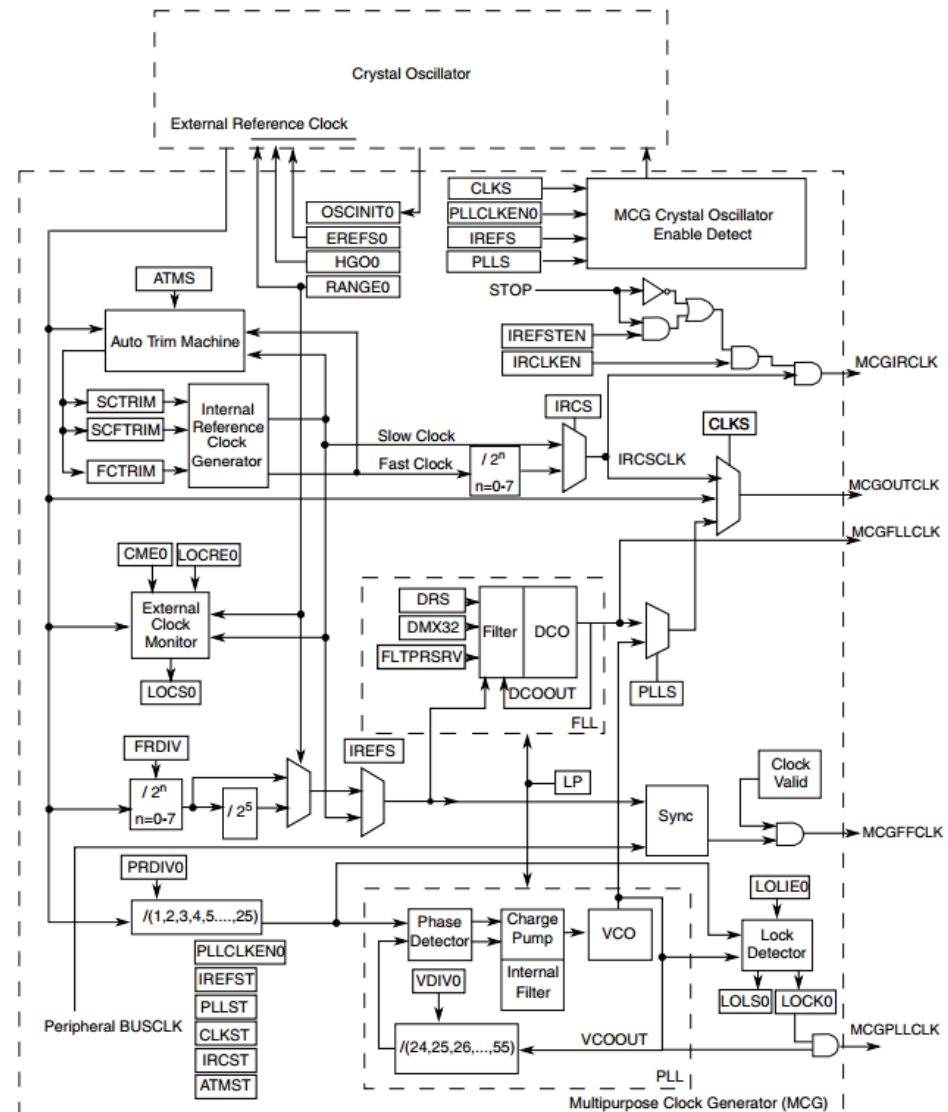 Crystal Oscillator
External Reference Clock
OSCINIT0
EREFS0
HGO0
RANGE0
CLKS
PLLCLKEN0
IREFS
PLLS
MCG Crystal Oscillator
Enable Detect
STOP
IREFSTEN
IRCLKEN
MCGIRCLK
ATMS
Auto Trim Machine
SCTRIM
SCFTRIM
FCTRIM
Internal
Reference
Clock
Generator
Slow Clock
Fast Clock
/ 2ⁿ
n=0-7
IRCS
IRCSCLK
CLKS
MCGOUTCLK
MCGFLLCLK
CME0
LOCRE0
External
Clock
Monitor
LOCS0
DRS
DMX32
FLTPRSRV
Filter
DCO
DCOOUT
FLL
PLLS
FRDIV
/ 2ⁿ
n=0-7
/ 2⁵
IREFS
LP
Clock
Valid
Sync
MCGFFCLK
PRDIV0
/(1,2,3,4,5....,25)
Phase
Detector
Charge
Pump
Internal
Filter
VCO
VDIV0
/(24,25,26,...,55)
VCOOUT
PLL
LOLIE0
Lock
Detector
LOLS0
LOCK0
MCGPLLCLK
PLLCLKEN0
IREFST
PLLST
CLKST
IRCST
ATMST
Peripheral BUSCLK
Multipurpose Clock Generator (MCG)